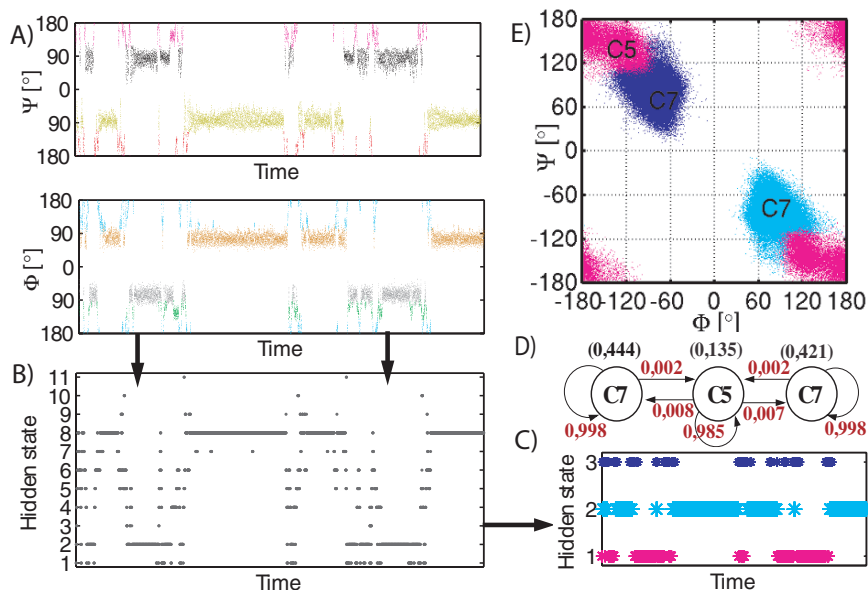 A)
180
90
0
90
180
Ψ [°]
Time
180
90
0
90
180
Φ [°]
Time
B)
11
10
9
8
7
6
5
4
3
2
1
Hidden state
Time
E)
180
120
60
0
-60
-120
-180
Ψ [°]
C5
C7
C7
-180 -120 -60 0 60 120 180
Φ [°]
D)
(0,444) (0,135) (0,421)
0,002 0,002
C7 C5 C7
0,008 0,007
0,998 0,985 0,998
C)
3
2
1
Hidden state
Time